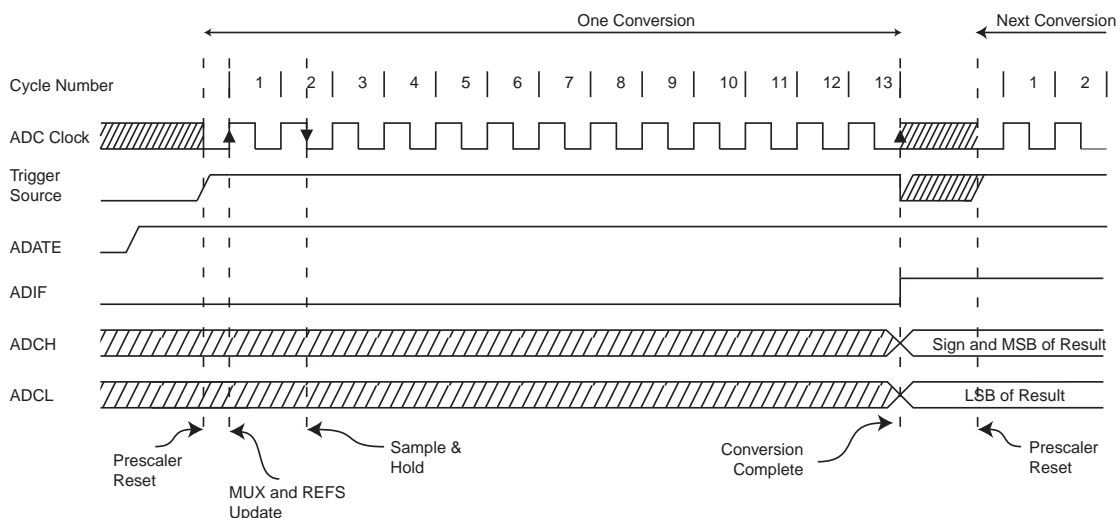 One Conversion
Next Conversion
Cycle Number
1 2 3 4 5 6 7 8 9 10 11 12 13 1 2
ADC Clock
Trigger
Source
ADATE
ADIF
ADCH
Sign and MSB of Result
ADCL
LSB of Result
Prescaler
Reset
MUX and REFS
Update
Sample &
Hold
Conversion
Complete
Prescaler
Reset